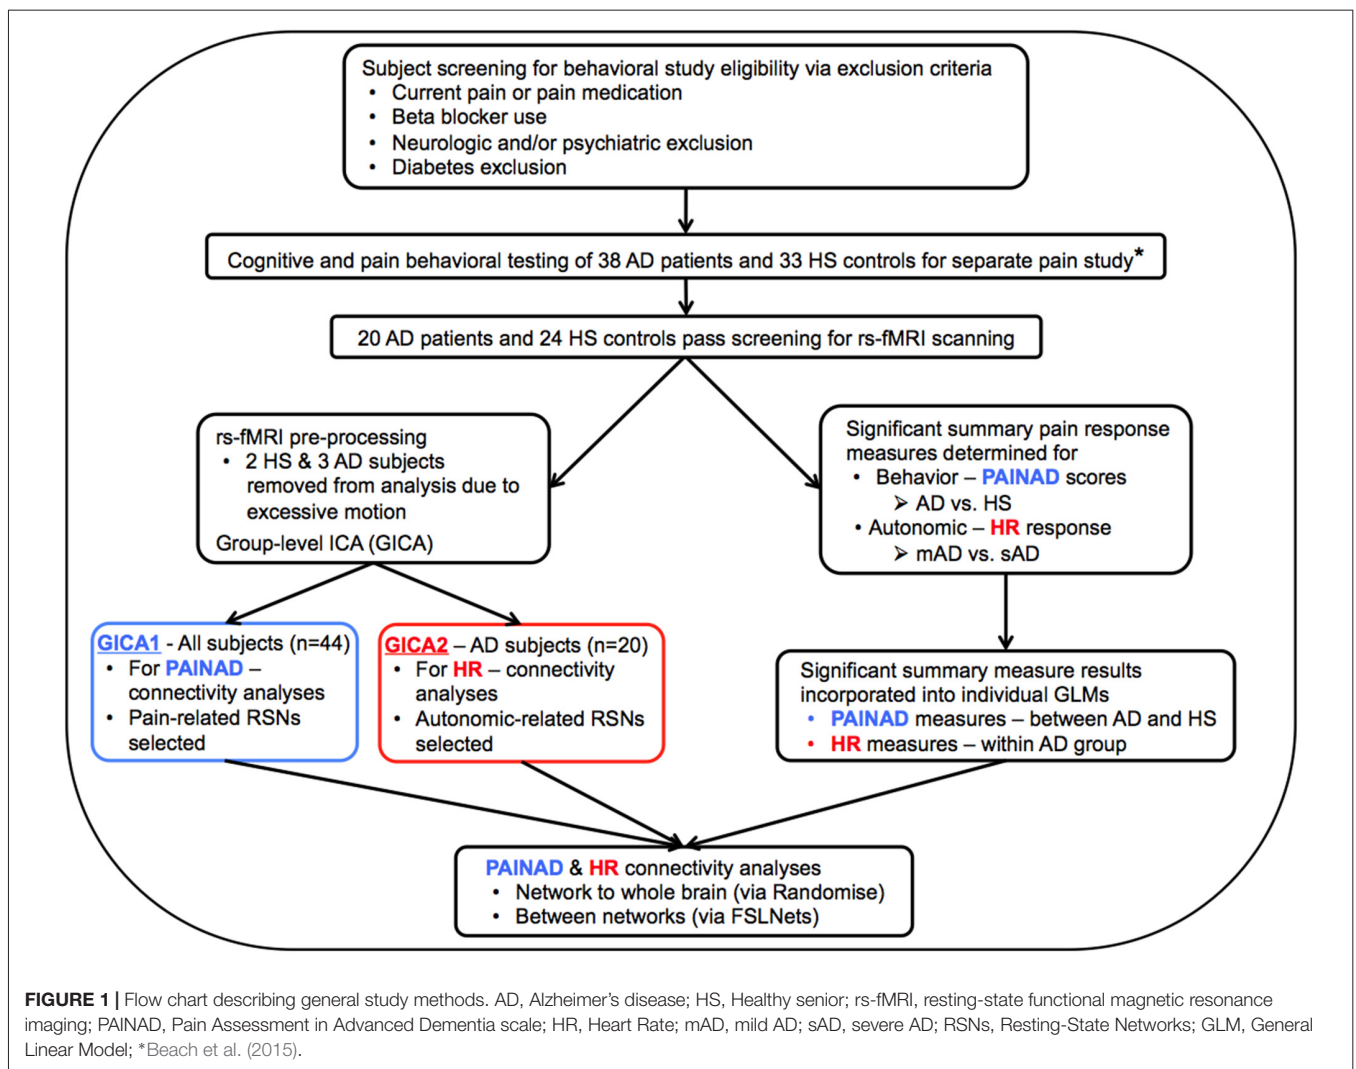 Subject screening for behavioral study eligibility via exclusion criteria
• Current pain or pain medication
• Beta blocker use
• Neurologic and/or psychiatric exclusion
• Diabetes exclusion
Cognitive and pain behavioral testing of 38 AD patients and 33 HS controls for separate pain study*
20 AD patients and 24 HS controls pass screening for rs-fMRI scanning
rs-fMRI pre-processing
• 2 HS & 3 AD subjects
removed from analysis due to
excessive motion
Group-level ICA (GICA)
Significant summary pain response
measures determined for
• Behavior – PAINAD scores
➢ AD vs. HS
• Autonomic – HR response
➢ mAD vs. sAD
GICA1 - All subjects (n=44)
• For PAINAD –
connectivity analyses
• Pain-related RSNs
selected
GICA2 – AD subjects (n=20)
• For HR – connectivity
analyses
• Autonomic-related RSNs
selected
Significant summary measure results
incorporated into individual GLMs
• PAINAD measures – between AD and HS
• HR measures – within AD group
PAINAD & HR connectivity analyses
• Network to whole brain (via Randomise)
• Between networks (via FSLNets)
FIGURE 1 | Flow chart describing general study methods. AD, Alzheimer's disease; HS, Healthy senior; rs-fMRI, resting-state functional magnetic resonance
imaging; PAINAD, Pain Assessment in Advanced Dementia scale; HR, Heart Rate; mAD, mild AD; sAD, severe AD; RSNs, Resting-State Networks; GLM, General
Linear Model; *Beach et al. (2015).